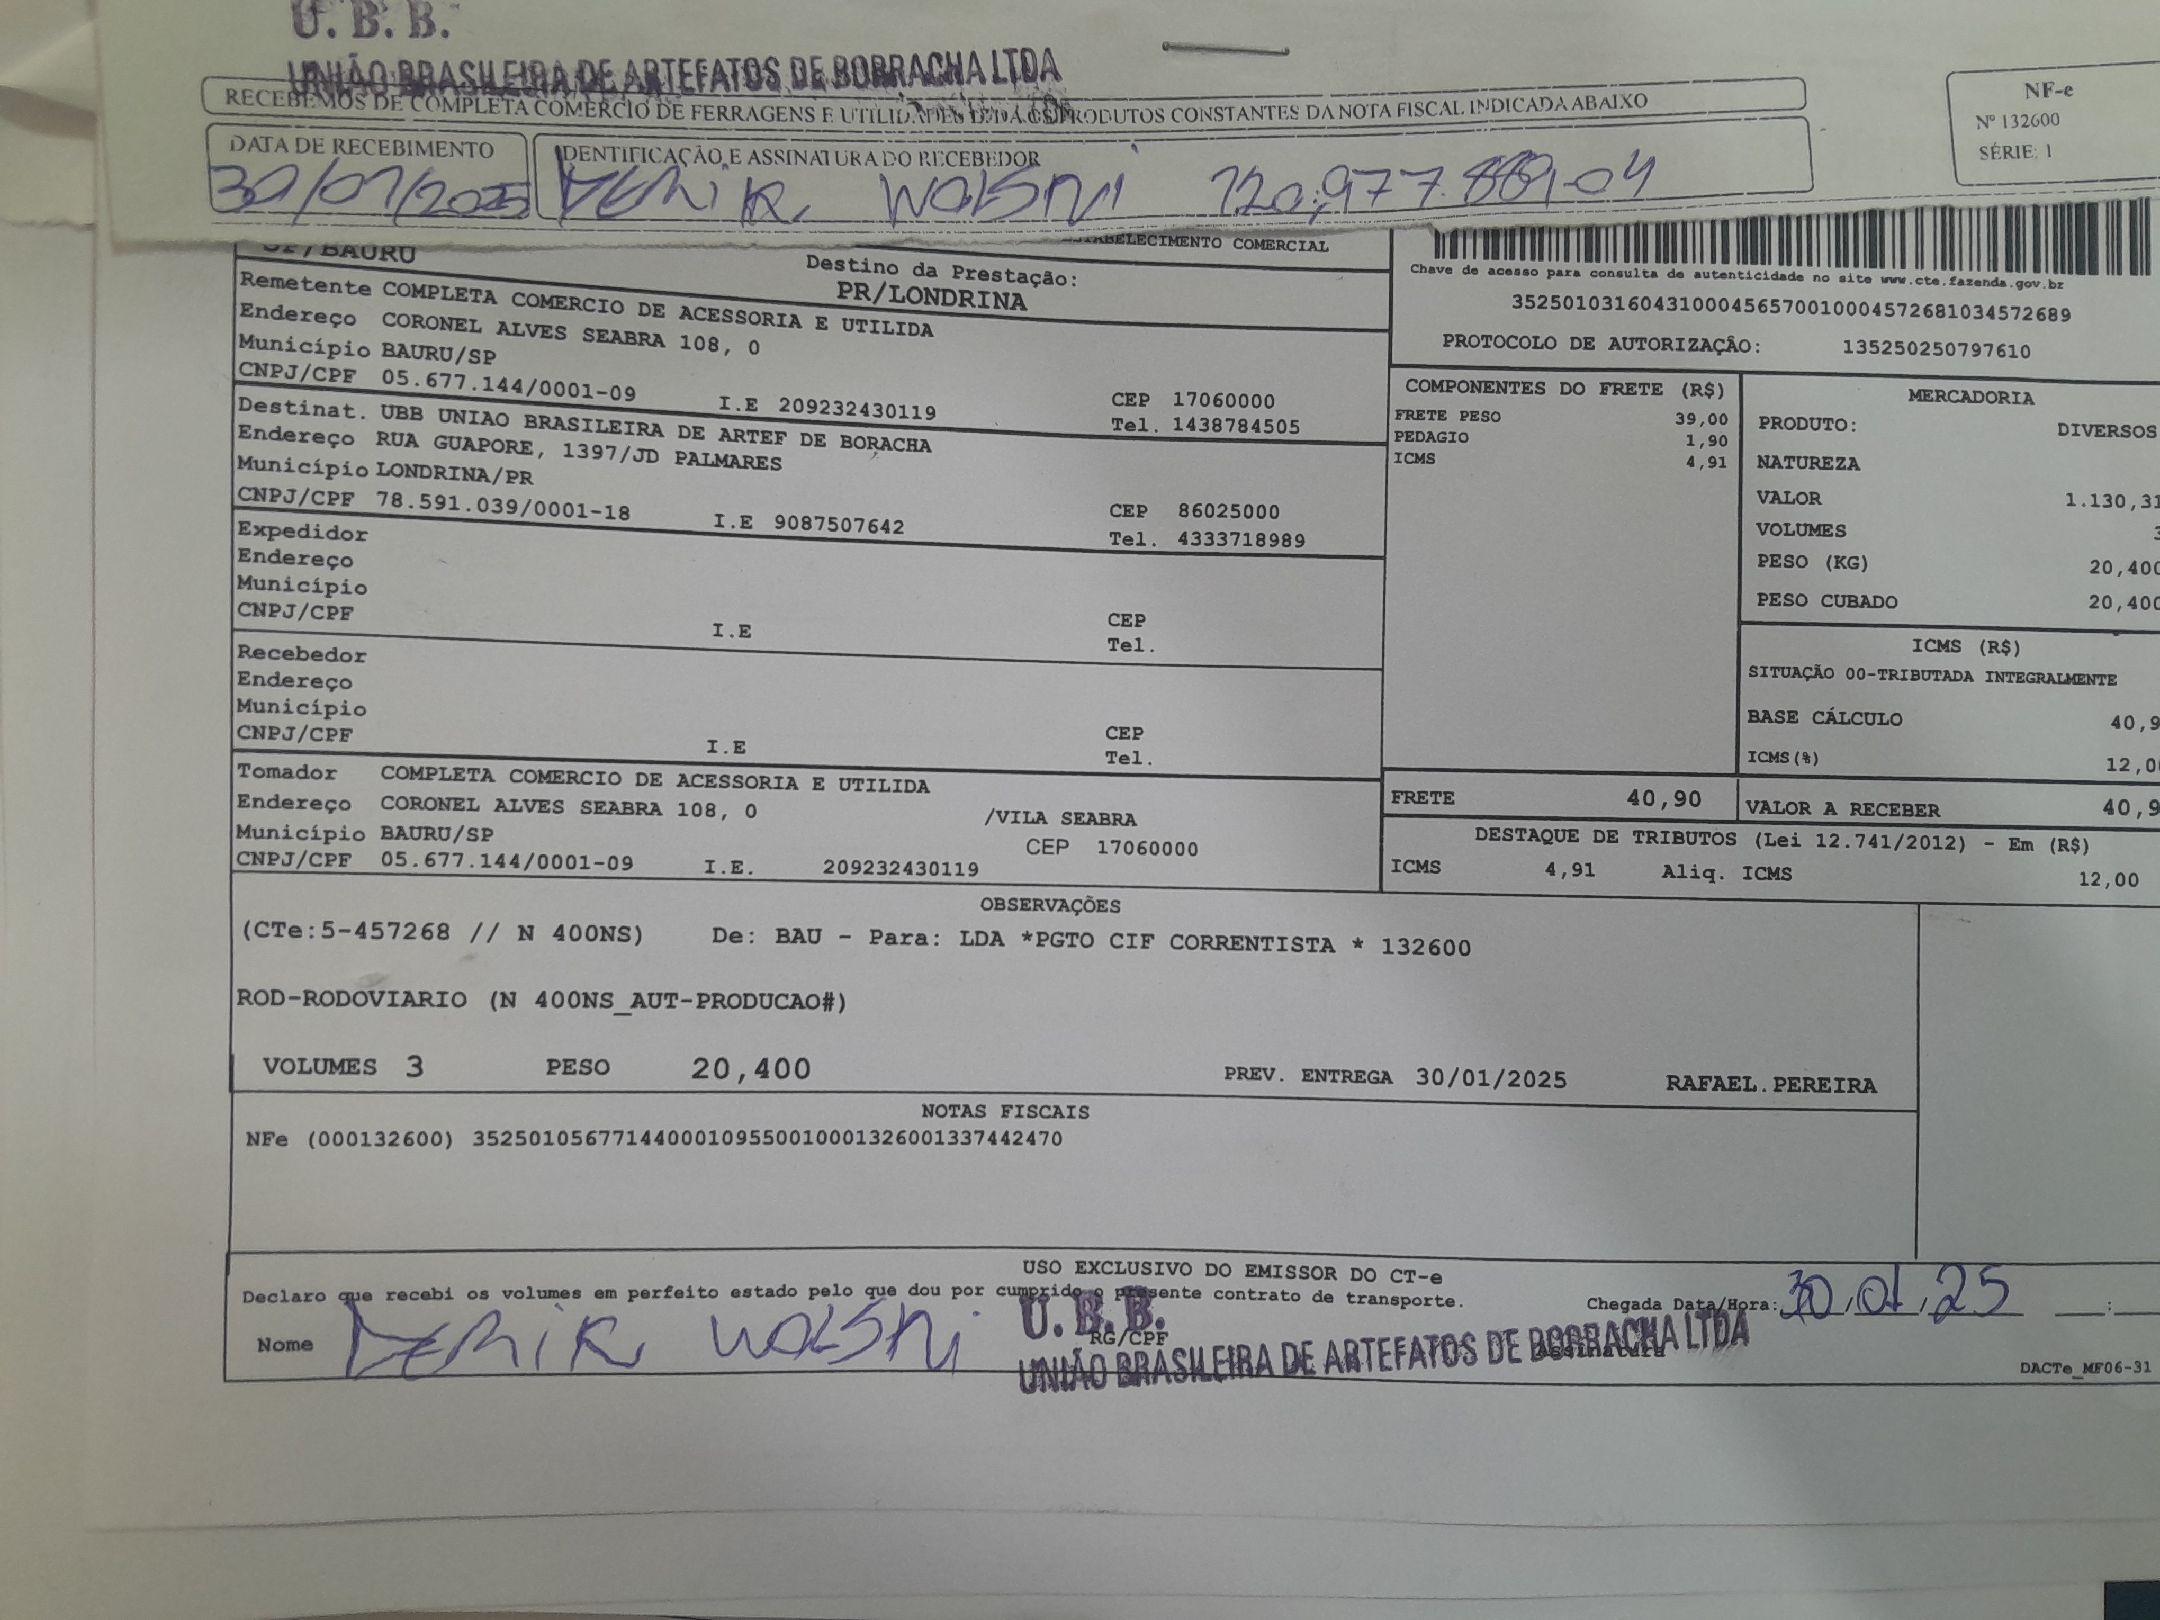 U. B. B.
UNIÃO BRASILEIRA DE ARTEFATOS DE BORRACHA LTDA
RECEBEMOS DE COMPLETA COMERCIO DE FERRAGENS E UTILIDADES LTDA OS PRODUTOS CONSTANTES DA NOTA FISCAL INDICADA ABAIXO
NF-e
Nº 132600
SÉRIE: 1
DATA DE RECEBIMENTO
30/01/2025
IDENTIFICAÇÃO E ASSINATURA DO RECEBEDOR
WOLSKI
SP/BAURU
ESTABELECIMENTO COMERCIAL
Destino da Prestação:
PR/LONDRINA
Chave de acesso para consulta de autenticidade no site www.cte.fazenda.gov.br
35250103160431000456570010004572681034572689
PROTOCOLO DE AUTORIZAÇÃO: 135250250797610
Remetente COMPLETA COMERCIO DE ACESSORIA E UTILIDA
Endereço CORONEL ALVES SEABRA 108, 0
Município BAURU/SP
CNPJ/CPF 05.677.144/0001-09 I.E 209232430119
CEP 17060000
Tel. 1438784505
Destinat. UBB UNIAO BRASILEIRA DE ARTEF DE BORACHA
Endereço RUA GUAPORE, 1397/JD PALMARES
Município LONDRINA/PR
CNPJ/CPF 78.591.039/0001-18 I.E 9087507642
CEP 86025000
Tel. 4333718989
Expedidor
Endereço
Município
CNPJ/CPF
I.E
CEP
Tel.
Recebedor
Endereço
Município
CNPJ/CPF
I.E
CEP
Tel.
Tomador COMPLETA COMERCIO DE ACESSORIA E UTILIDA
Endereço CORONEL ALVES SEABRA 108, 0 /VILA SEABRA
Município BAURU/SP CEP 17060000
CNPJ/CPF 05.677.144/0001-09 I.E. 209232430119
COMPONENTES DO FRETE (R$)
FRETE PESO 39,00
PEDAGIO 1,90
ICMS 4,91
MERCADORIA
PRODUTO: DIVERSOS
NATUREZA
VALOR 1.130,31
VOLUMES
PESO (KG) 20,400
PESO CUBADO 20,400
ICMS (R$)
SITUAÇÃO 00-TRIBUTADA INTEGRALMENTE
BASE CÁLCULO 40,9
ICMS(%) 12,0
FRETE 40,90
VALOR A RECEBER 40,9
DESTAQUE DE TRIBUTOS (Lei 12.741/2012) - Em (R$)
ICMS 4,91 Aliq. ICMS 12,00
OBSERVAÇÕES
(CTe:5-457268 // N 400NS) De: BAU - Para: LDA *PGTO CIF CORRENTISTA * 132600
ROD-RODOVIARIO (N 400NS_AUT-PRODUCAO#)
VOLUMES 3 PESO 20,400 PREV. ENTREGA 30/01/2025 RAFAEL.PEREIRA
NOTAS FISCAIS
NFe (000132600) 35250105677144000109550010001326001337442470
USO EXCLUSIVO DO EMISSOR DO CT-e
Declaro que recebi os volumes em perfeito estado pelo que dou por cumprido o presente contrato de transporte.
Chegada Data/Hora: 30/01/25 __:
Nome WOLSKI
RG/CPF
Assinatura
U. B. B.
UNIÃO BRASILEIRA DE ARTEFATOS DE BORRACHA LTDA
DACTe_MF06-31